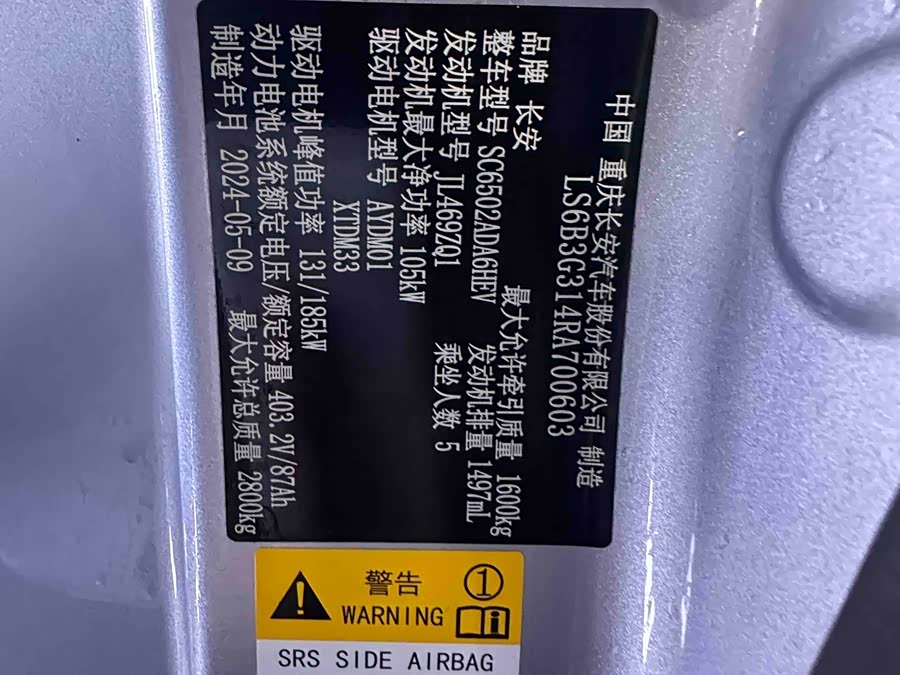 中国 重庆长安汽车股份有限公司 制造
LS6B3G314RA700603
品牌 长安
最大允许牵引质量 1600kg
整车型号 SC6502ADA6HEV
发动机排量 1497mL
发动机型号 JL469ZQ1
乘坐人数 5
发动机最大净功率 105kW
驱动电机型号 AYDM01
XTDM33
驱动电机峰值功率 131/185kW
动力电池系统额定电压/额定容量 403.2V/87Ah
制造年月 2024-05-09
最大允许总质量 2800kg
警告
WARNING
1
SRS SIDE AIRBAG